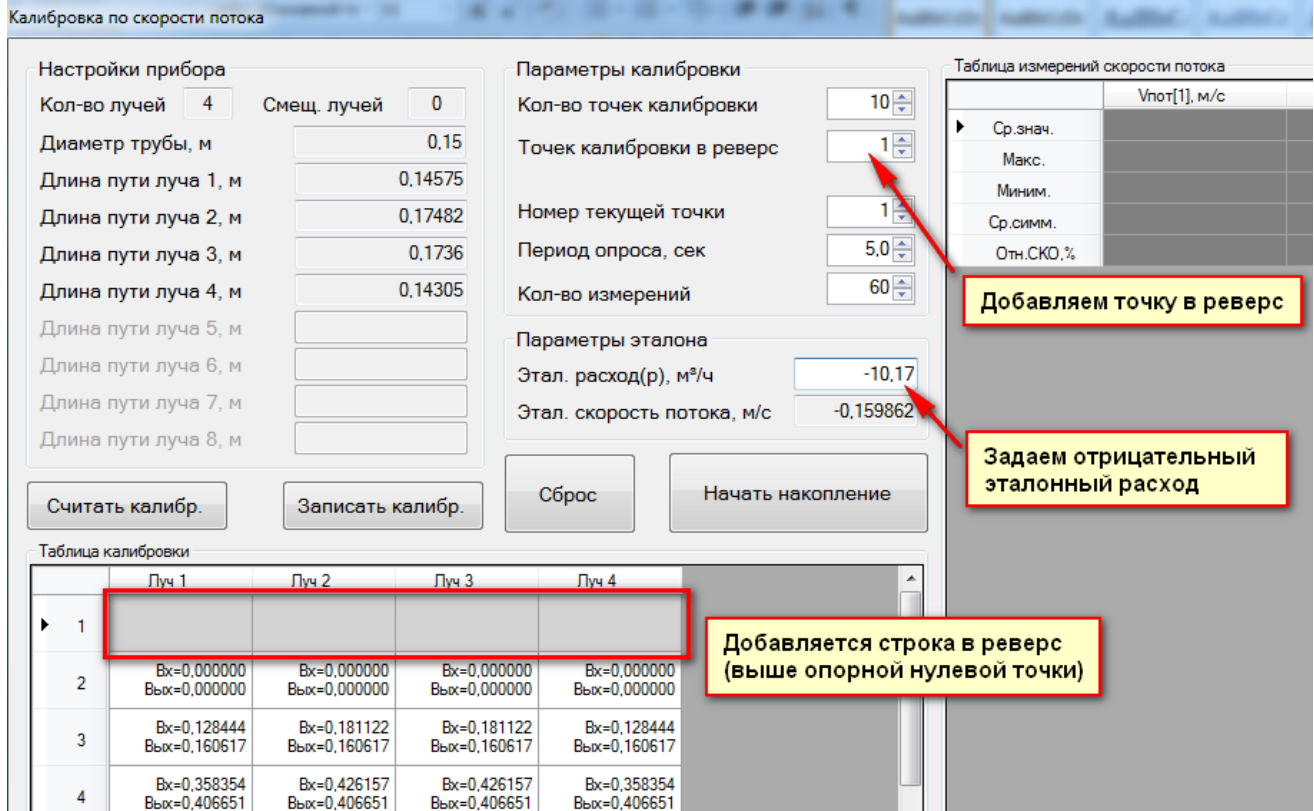 Калибровка по скорости потока
Настройки прибора
Кол-во лучей 4 Смещ. лучей 0
Диаметр трубы, м 0,15
Длина пути луча 1, м 0,14575
Длина пути луча 2, м 0,17482
Длина пути луча 3, м 0,1736
Длина пути луча 4, м 0,14305
Длина пути луча 5, м
Длина пути луча 6, м
Длина пути луча 7, м
Длина пути луча 8, м
Считать калибр. Записать калибр.
Параметры калибровки
Кол-во точек калибровки 10
Точек калибровки в реверс 1
Номер текущей точки 1
Период опроса, сек 5,0
Кол-во измерений 60
Параметры эталона
Этал. расход(р), м³/ч -10,17
Этал. скорость потока, м/с -0,159862
Сброс Начать накопление
Таблица измерений скорости потока
Vпот[1], м/с
Ср.знач.
Макс.
Миним.
Ср.симм.
Отн.СКО,%
Добавляем точку в реверс
Задаем отрицательный
эталонный расход
Таблица калибровки
Луч 1 Луч 2 Луч 3 Луч 4
1
Добавляется строка в реверс
(выше опорной нулевой точки)
2
Вх=0,000000 Вх=0,000000 Вх=0,000000 Вх=0,000000
Вых=0,000000 Вых=0,000000 Вых=0,000000 Вых=0,000000
3
Вх=0,128444 Вх=0,181122 Вх=0,181122 Вх=0,128444
Вых=0,160617 Вых=0,160617 Вых=0,160617 Вых=0,160617
4
Вх=0,358354 Вх=0,426157 Вх=0,426157 Вх=0,358354
Вых=0,406651 Вых=0,406651 Вых=0,406651 Вых=0,406651